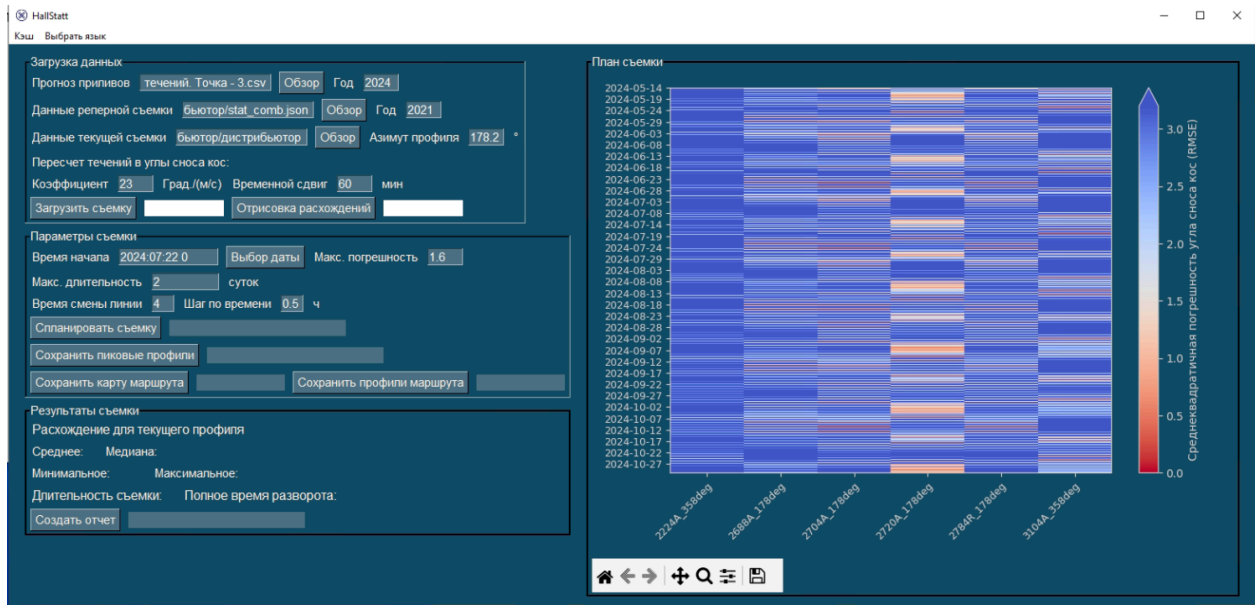 HallStatt
Кэш Выбрать язык
Загрузка данных
Прогноз приливов течений. Точка - 3.csv Обзор Год 2024
Данные реперной съемки бьютор/stat_comb.json Обзор Год 2021
Данные текущей съемки бьютор/дистрибьютор Обзор Азимут профиля 178.2 °
Пересчет течений в углы сноса кос:
Коэффициент 23 Град./(м/с) Временной сдвиг 60 мин
Загрузить съемку Отрисовка расхождений
Параметры съемки
Время начала 2024:07:22 0 Выбор даты Макс. погрешность 1.6
Макс. длительность 2 суток
Время смены линии 4 Шаг по времени 0.5 ч
Сппанировать съемку
Сохранить пиковые профили
Сохранить карту маршрута Сохранить профили маршрута
Результаты съемки
Расхождение для текущего профиля
Среднее: Медиана:
Минимальное: Максимальное:
Длительность съемки: Полное время разворота:
Создать отчет
План съемки
2024-05-14
2024-05-19
2024-05-24
2024-05-29
2024-06-03
2024-06-08
2024-06-13
2024-06-18
2024-06-23
2024-06-28
2024-07-03
2024-07-08
2024-07-14
2024-07-19
2024-07-24
2024-07-29
2024-08-03
2024-08-08
2024-08-13
2024-08-18
2024-08-23
2024-08-28
2024-09-02
2024-09-07
2024-09-12
2024-09-17
2024-09-22
2024-09-27
2024-10-02
2024-10-07
2024-10-12
2024-10-17
2024-10-22
2024-10-27
2224A_358deg
2688A_178deg
2704A_178deg
2720A_178deg
2784R_178deg
3104A_358deg
3.0
2.5
2.0
1.5
1.0
0.5
0.0
Среднеквадратичная погрешность угла сноса кос (RMSE)